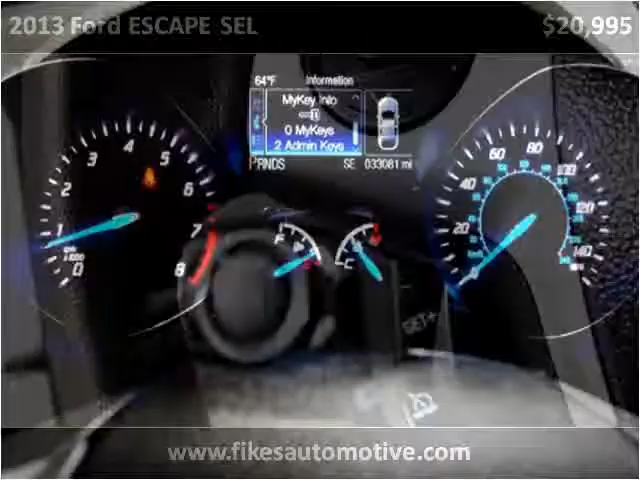 2013 Ford ESCAPE SEL $20,995
64°F Information
MyKey Info
0 MyKeys
2 Admin Keys
PRNDS SE 033081 mi
0 1 2 3 4 5 6 7 8
F
C
20 40 60 80 100 120 140
SET+
www.fikesautomotive.com